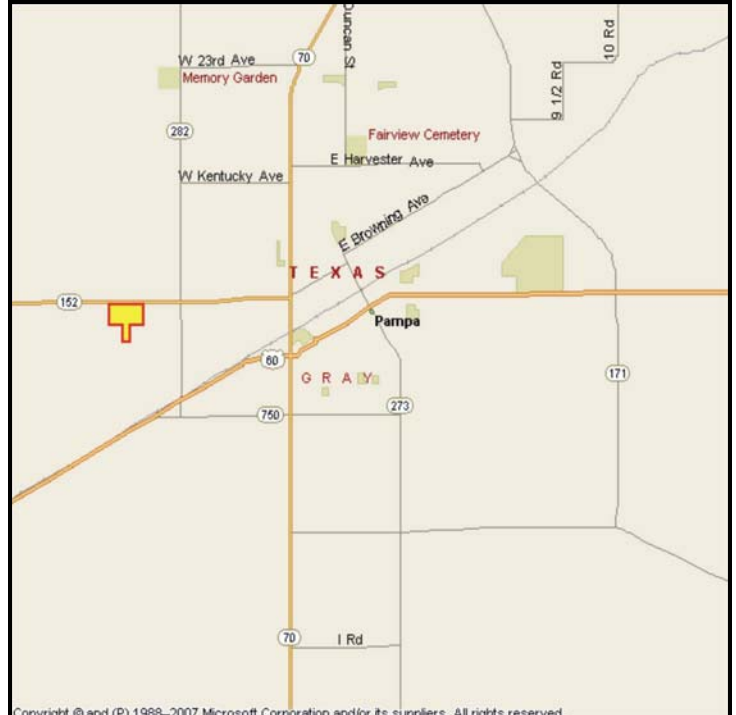 Duncan St
10 Rd
W 23rd Ave
70
Memory Garden
9 1/2 Rd
282
Fairview Cemetery
E Harvester Ave
W Kentucky Ave
E Browning Ave
TEXAS
152
Pampa
60
GRAY
171
273
750
70
I Rd
Copyright © and (P) 1988–2007 Microsoft Corporation and/or its suppliers. All rights reserved.